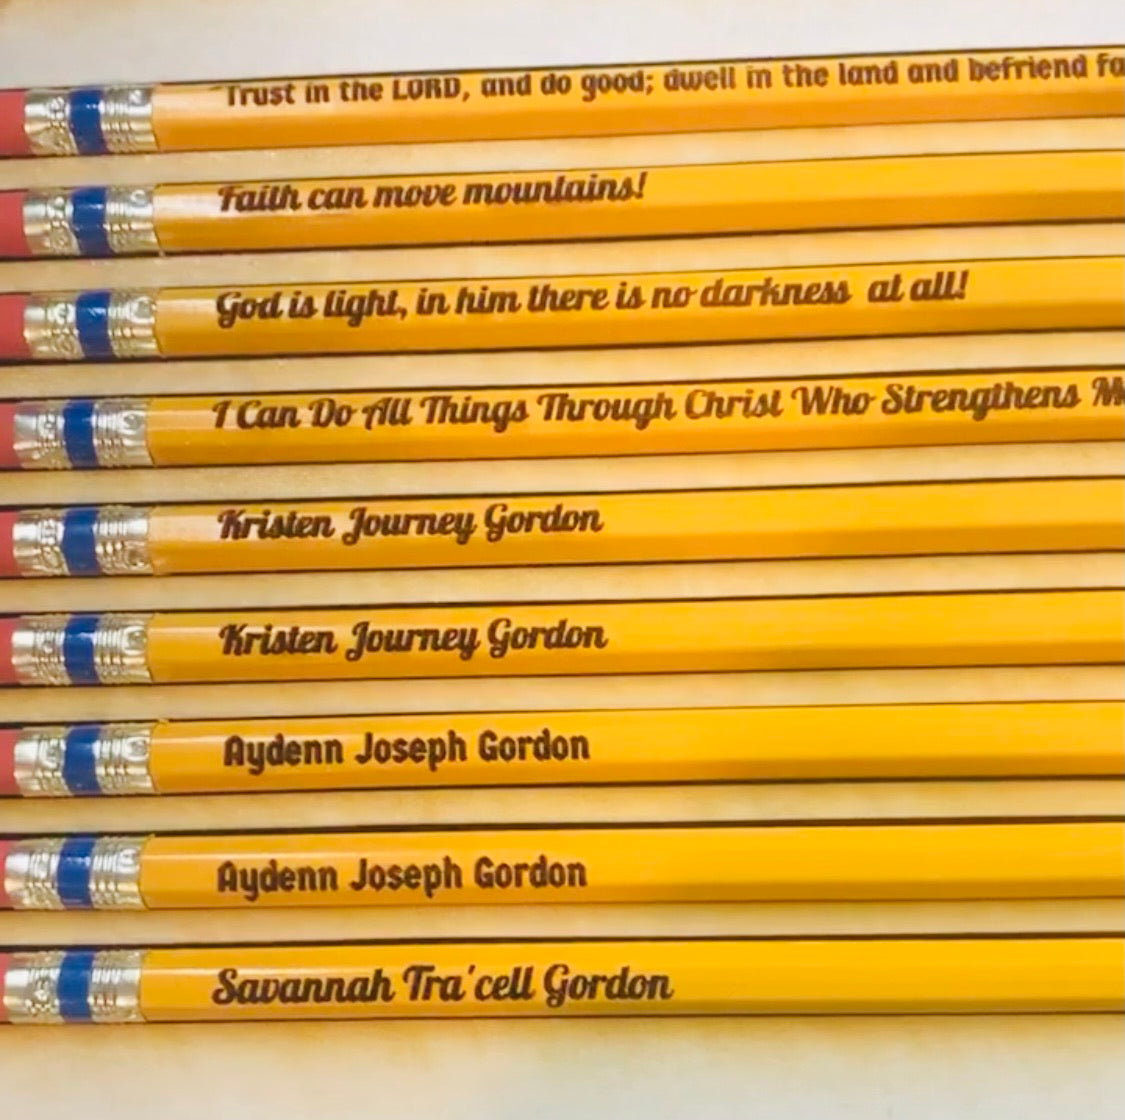 Trust in the LORD, and do good; dwell in the land and befriend
Faith can move mountains!
God is light, in him there is no darkness at all!
I Can Do All Things Through Christ Who Strengthens
Kristen Journey Gordon
Kristen Journey Gordon
Aydenn Joseph Gordon
Aydenn Joseph Gordon
Savannah Tra'cell Gordon